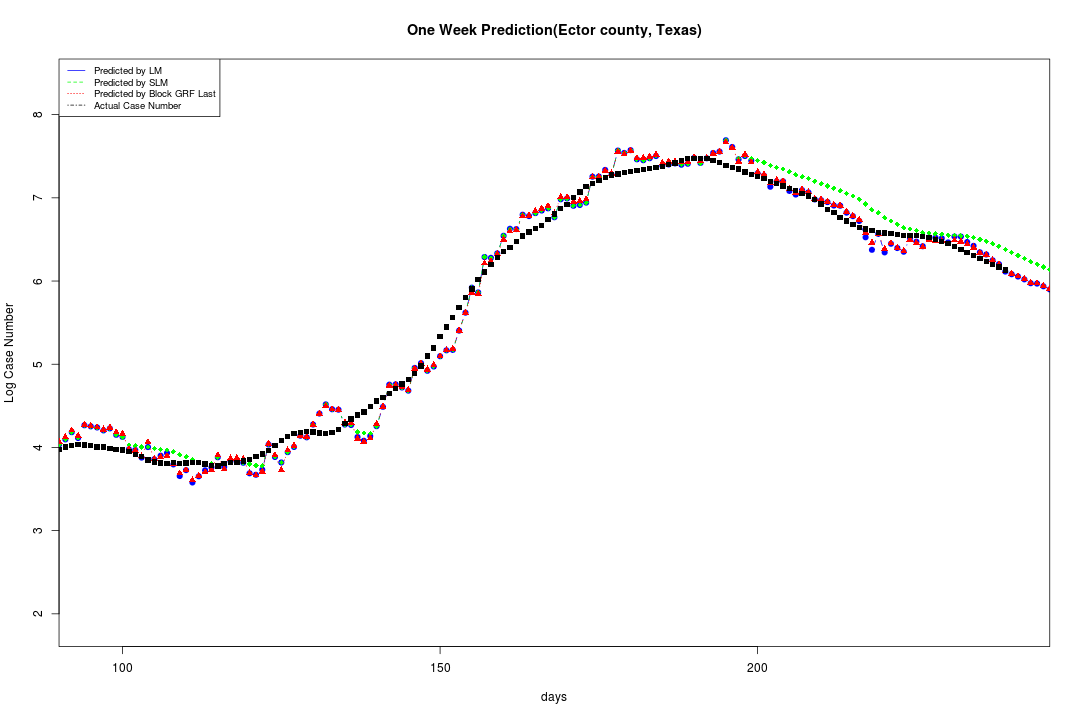 One Week Prediction(Ector county, Texas)
Predicted by LM
Predicted by SLM
Predicted by Block GRF Last
Actual Case Number
8
7
6
5
4
3
2
Log Case Number
100 150 200
days